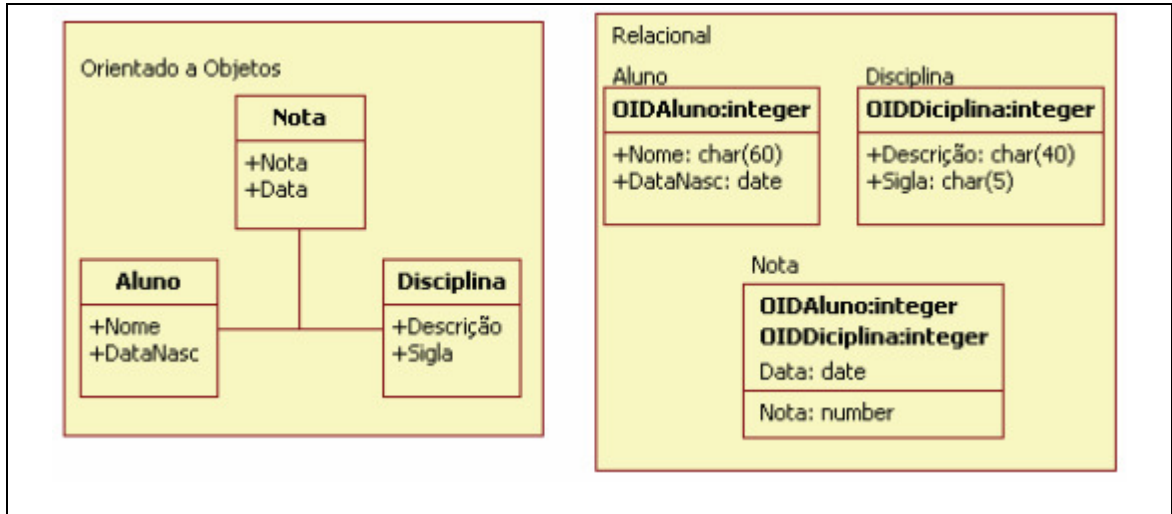 Orientado a Objetos
Nota
+Nota
+Data
Aluno
+Nome
+DataNasc
Disciplina
+Descrição
+Sigla
Relacional
Aluno
OIDAluno:integer
+Nome: char(60)
+DataNasc: date
Disciplina
OIDDiciplina:integer
+Descrição: char(40)
+Sigla: char(5)
Nota
OIDAluno:integer
OIDDiciplina:integer
Data: date
Nota: number